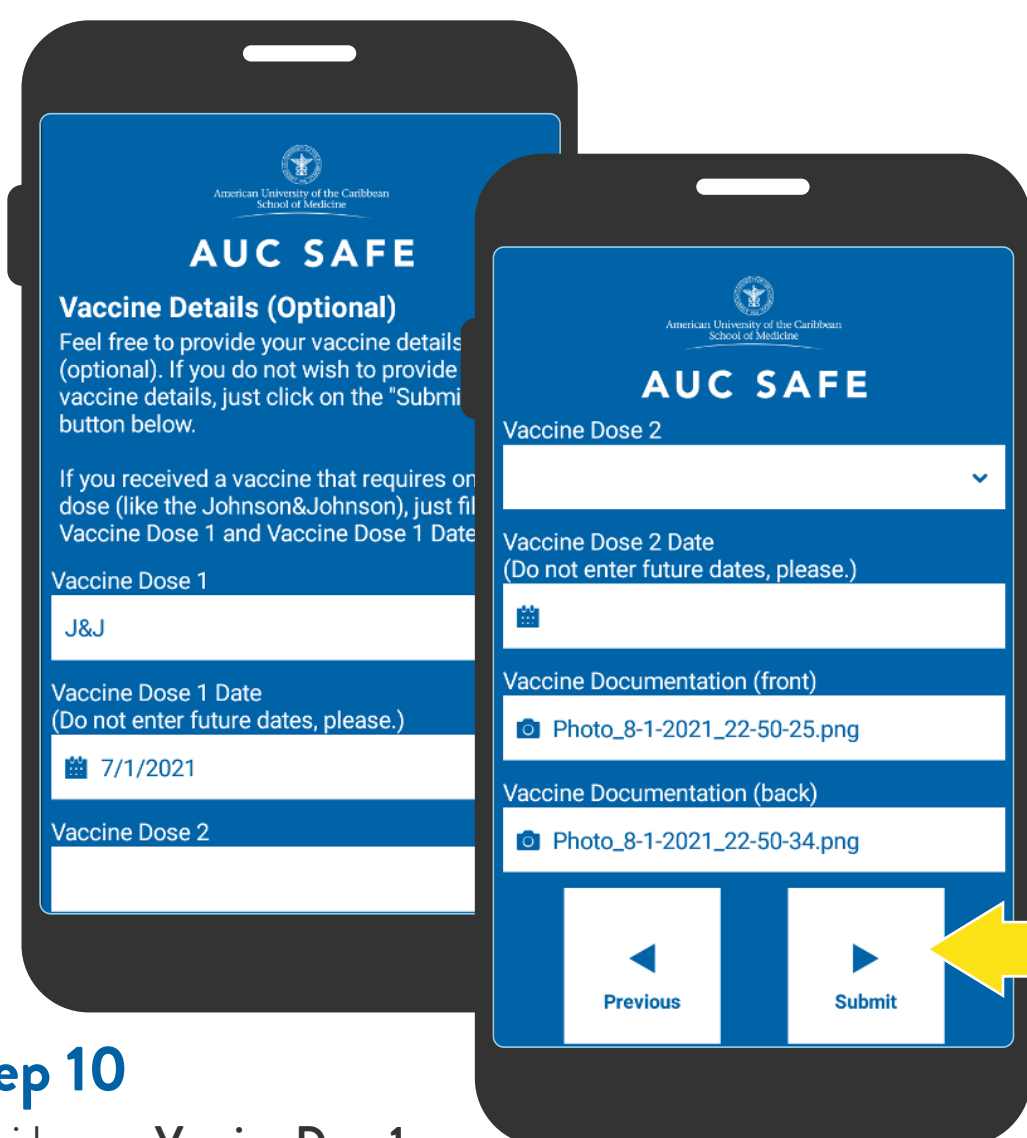 American University of the Caribbean
School of Medicine
AUC SAFE
Vaccine Details (Optional)
Feel free to provide your vaccine details
(optional). If you do not wish to provide
vaccine details, just click on the "Submi
button below.
If you received a vaccine that requires on
dose (like the Johnson&Johnson), just fil
Vaccine Dose 1 and Vaccine Dose 1 Date
Vaccine Dose 1
J&J
Vaccine Dose 1 Date
(Do not enter future dates, please.)
7/1/2021
Vaccine Dose 2
American University of the Caribbean
School of Medicine
AUC SAFE
Vaccine Dose 2
Vaccine Dose 2 Date
(Do not enter future dates, please.)
Vaccine Documentation (front)
Photo_8-1-2021_22-50-25.png
Vaccine Documentation (back)
Photo_8-1-2021_22-50-34.png
Previous
Submit
ep 10
Vaccine Dose 1